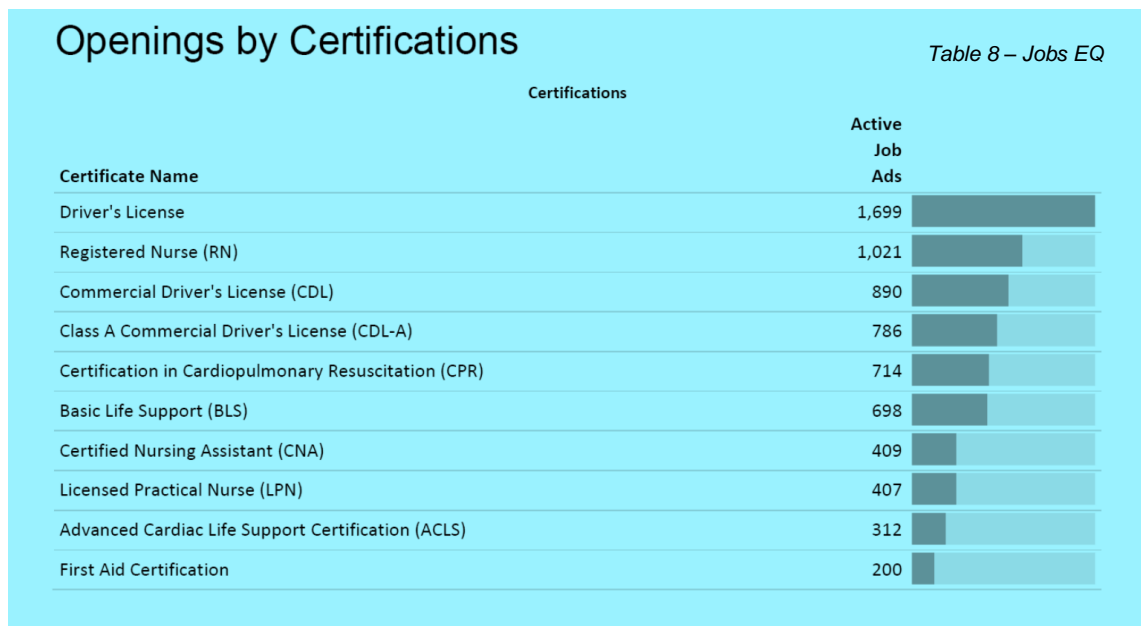 Openings by Certifications
Table 8 – Jobs EQ
Certifications
Active
Job
Certificate Name Ads
Driver's License 1,699
Registered Nurse (RN) 1,021
Commercial Driver's License (CDL) 890
Class A Commercial Driver's License (CDL-A) 786
Certification in Cardiopulmonary Resuscitation (CPR) 714
Basic Life Support (BLS) 698
Certified Nursing Assistant (CNA) 409
Licensed Practical Nurse (LPN) 407
Advanced Cardiac Life Support Certification (ACLS) 312
First Aid Certification 200